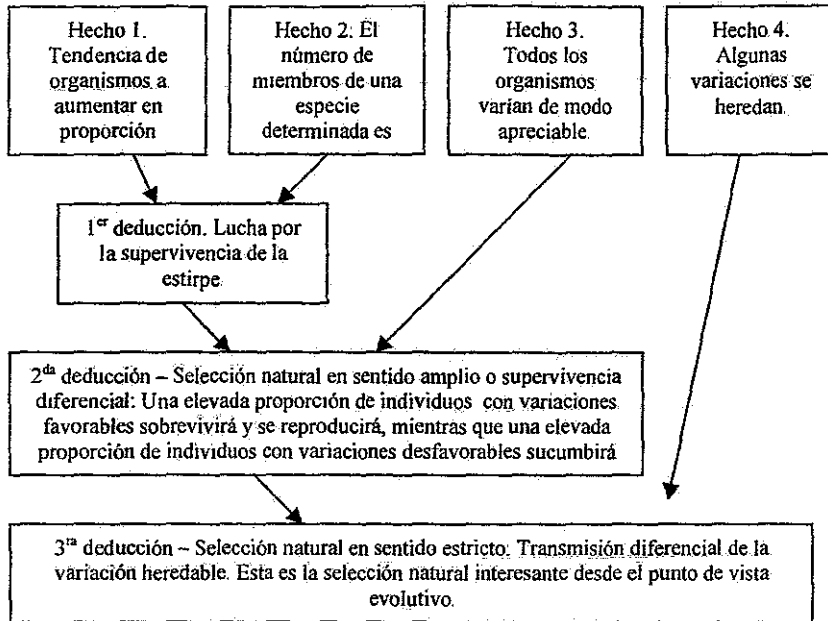 Hecho 1.
Tendencia de
organismos a
aumentar en
proporción
Hecho 2: El
número de
miembros de una
especie
determinada es
Hecho 3.
Todos los
organismos
varían de modo
apreciable.
Hecho 4.
Algunas
variaciones se
heredan.
1er deducción. Lucha por
la supervivencia de la
estirpe
2da deducción – Selección natural en sentido amplio o supervivencia
diferencial: Una elevada proporción de individuos con variaciones
favorables sobrevivirá y se reproducirá, mientras que una elevada
proporción de individuos con variaciones desfavorables sucumbirá
3ra deducción – Selección natural en sentido estricto: Transmisión diferencial de la
variación heredable. Esta es la selección natural interesante desde el punto de vista
evolutivo.